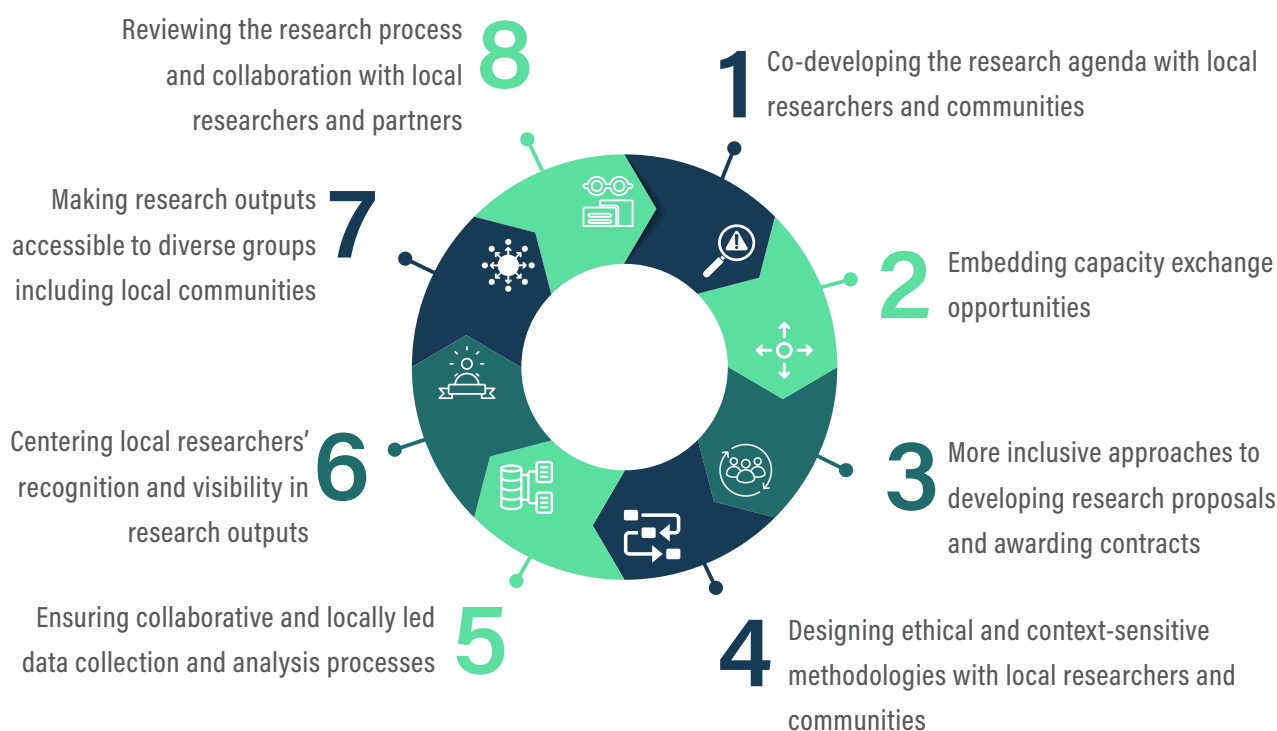 1
Co-developing the research agenda with local
researchers and communities
2
Embedding capacity exchange
opportunities
3
More inclusive approaches to
developing research proposals
and awarding contracts
4
Designing ethical and context-sensitive
methodologies with local researchers and
communities
5
Ensuring collaborative and locally led
data collection and analysis processes
6
Centering local researchers’
recognition and visibility in
research outputs
7
Making research outputs
accessible to diverse groups
including local communities
8
Reviewing the research process
and collaboration with local
researchers and partners